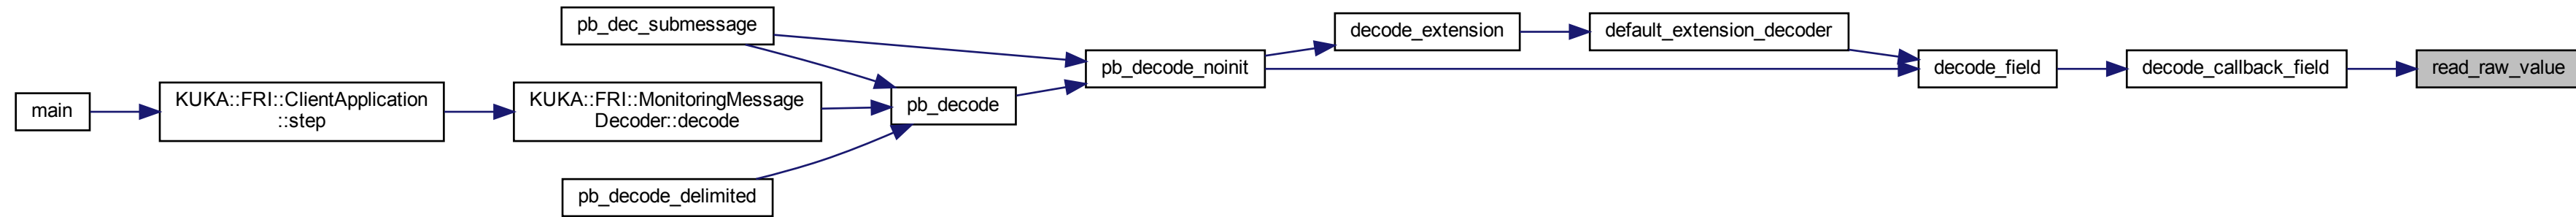 pb_dec_submessage
decode_extension
default_extension_decoder
pb_decode_noinit
decode_field
decode_callback_field
read_raw_value
main
KUKA::FRI::ClientApplication
::step
KUKA::FRI::MonitoringMessage
Decoder::decode
pb_decode
pb_decode_delimited